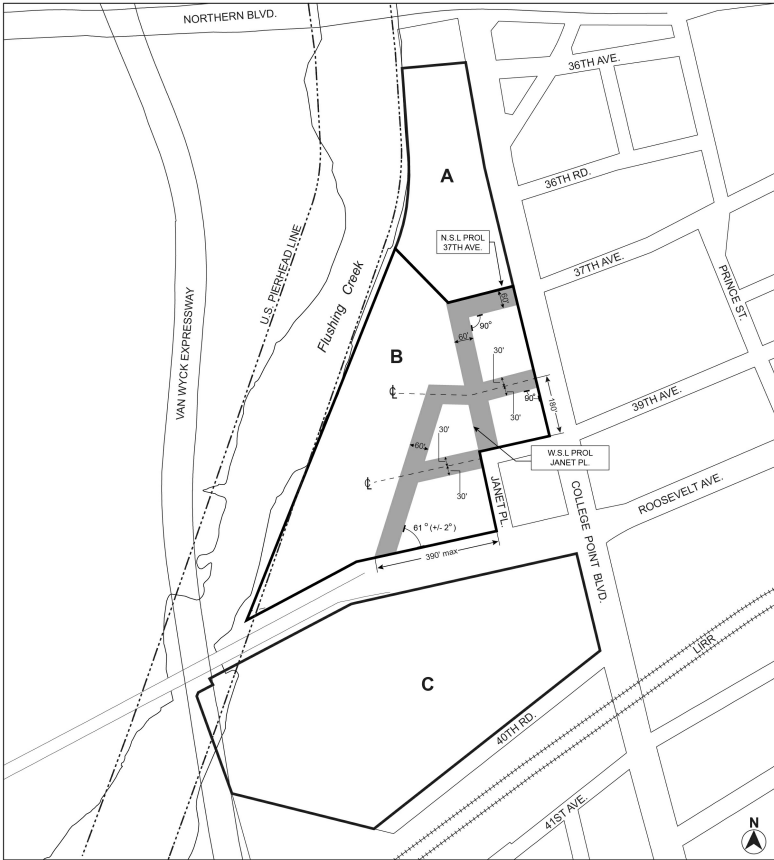 NORTHERN BLVD.
36TH AVE.
A
36TH RD.
N.S.L PROL
37TH AVE.
37TH AVE.
U.S. PIERHEAD LINE
Flushing Creek
PRINCE ST.
60'
90°
60'
VAN WYCK EXPRESSWAY
B
30'
℄
90°
180'
30'
39TH AVE.
30'
60'
W.S.L PROL
JANET PL.
℄
30'
JANET PL.
ROOSEVELT AVE.
COLLEGE POINT BLVD.
61° (+/- 2°)
390' max
LIRR
C
40TH RD.
41ST AVE.
N